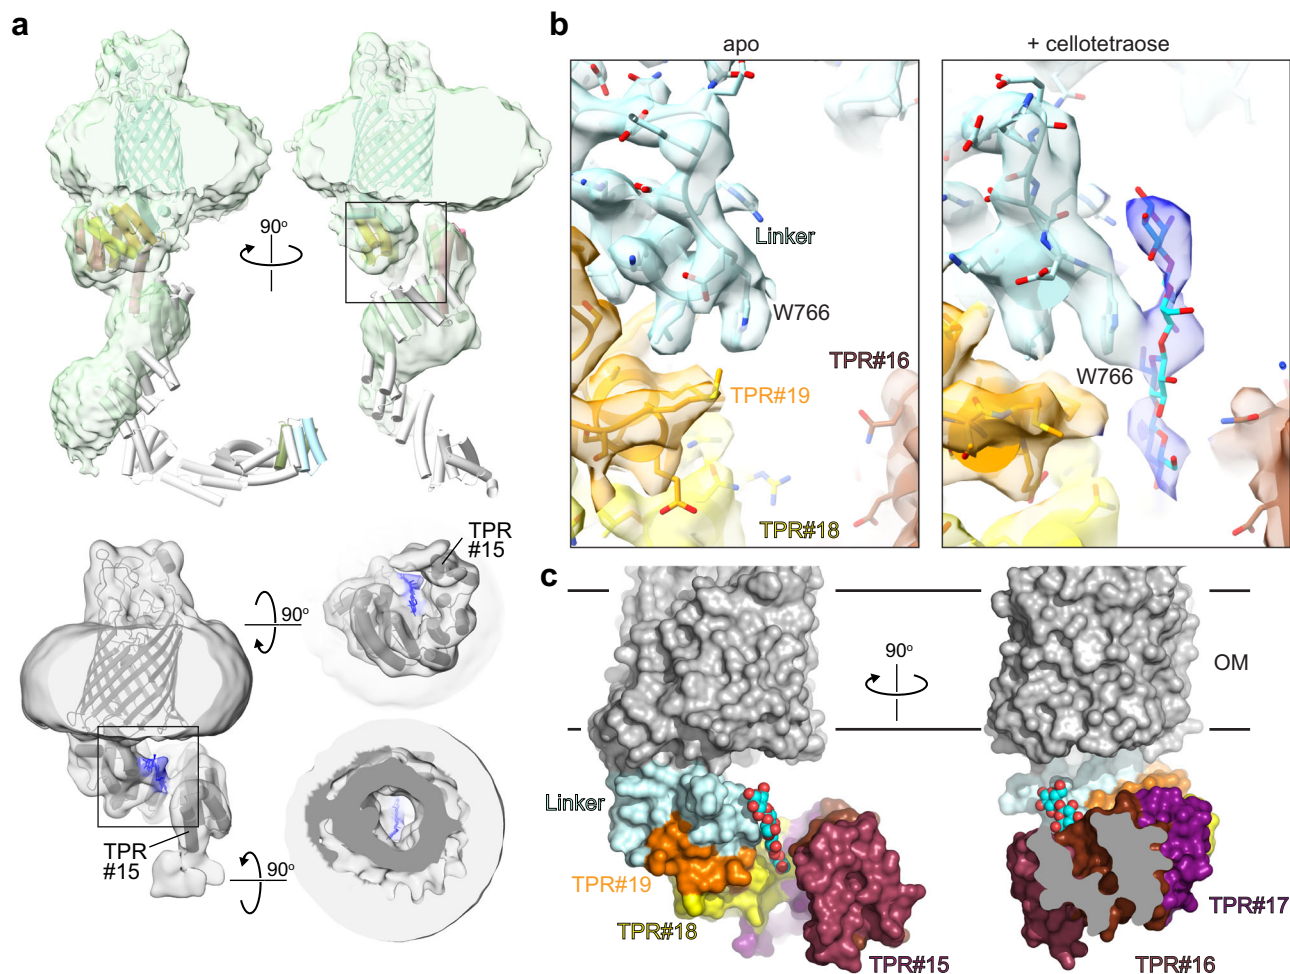 a
90°
90°
TPR
#15
TPR
#15
90°
b
apo
+ cellotetraose
Linker
W766
TPR#16
TPR#19
TPR#18
W766
c
90°
OM
Linker
TPR#19
TPR#18
TPR#15
TPR#17
TPR#16